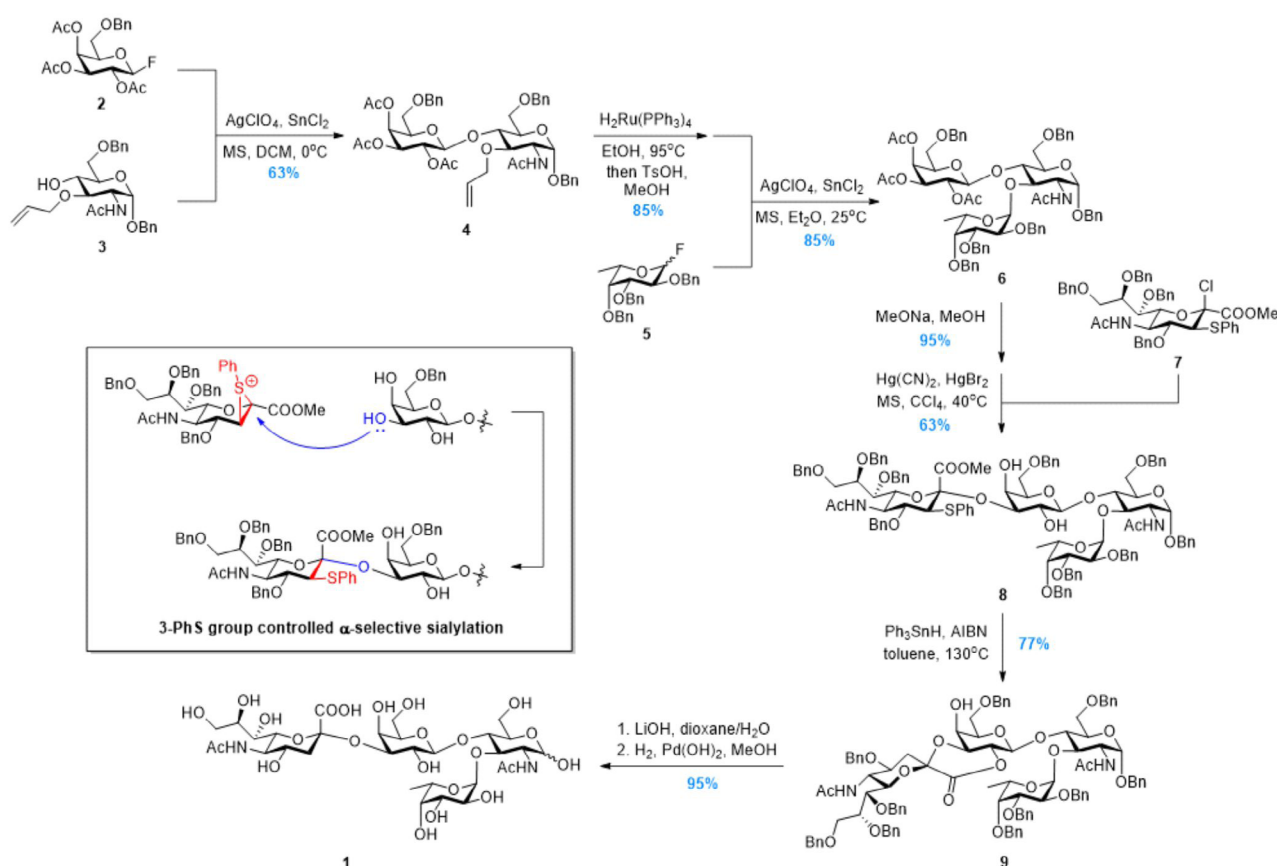 OBn
AcO
O
F
AcO
OAc
2
OBn
HO
O
O
AcHN
OBn
3
AgClO4, SnCl2
MS, DCM, 0°C
63%
AcO
OBn
OBn
O
O
O
AcO
OAc
O
AcHN
OBn
4
H2Ru(PPh3)4
EtOH, 95°C
then TsOH,
MeOH
85%
F
O
OBn
OBn
OBn
5
AgClO4, SnCl2
MS, Et2O, 25°C
85%
AcO
OBn
OBn
O
O
O
AcO
OAc
O
AcHN
OBn
O
OBn
OBn
OBn
6
MeONa, MeOH
95%
OBn
BnO
OBn
Cl
O
COOMe
AcHN
SPh
BnO
7
Hg(CN)2, HgBr2
MS, CCl4, 40°C
63%
Ph
OBn
S
+
BnO
OBn
O
COOMe
AcHN
BnO
HO
OBn
O
HO
O
OH
OBn
COOMe
OH
OBn
BnO
OBn
O
O
O
O
AcHN
SPh
OH
BnO
3-PhS group controlled α-selective sialylation
OBn
COOMe
OH
OBn
OBn
BnO
OBn
O
O
O
O
O
AcHN
SPh
OH
O
AcHN
OBn
BnO
O
OBn
OBn
OBn
8
Ph3SnH, AIBN
toluene, 130°C
77%
OH
OBn
OBn
O
O
O
O
BnO
O
O
AcHN
OBn
AcHN
O
O
O
OBn
OBn
OBn
BnO
OBn
OBn
9
1. LiOH, dioxane/H2O
2. H2, Pd(OH)2, MeOH
95%
OH
COOH
OH
OH
OH
HO
OH
O
O
O
O
O
AcHN
HO
OH
O
AcHN
OH
O
OH
OH
OH
1